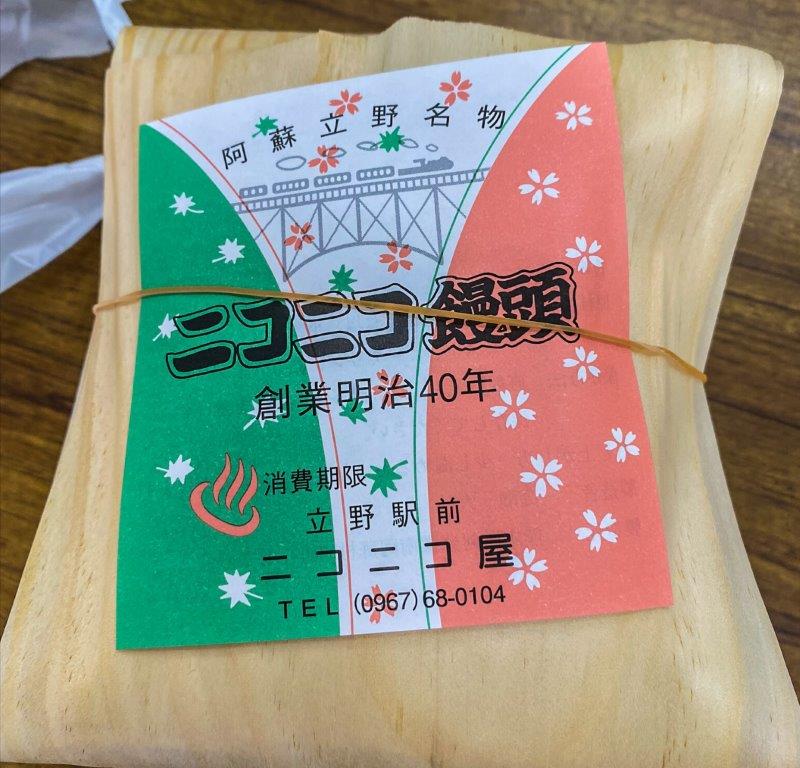 阿蘇立野名物
ニコニコ饅頭
創業明治40年
消費期限
立野駅前
ニコニコ屋
TEL (0967)68-0104